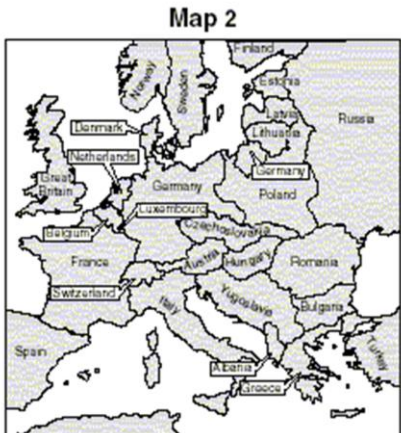 Map 2
Finland
Norway
Sweden
Estonia
Latvia
Russia
Denmark
Lithuania
Netherlands
Germany
Great
Britain
Germany
Poland
Luxembourg
Belgium
Czechoslovakia
France
Austria
Hungary
Romania
Switzerland
Italy
Yugoslavia
Bulgaria
Spain
Turkey
Albania
Greece